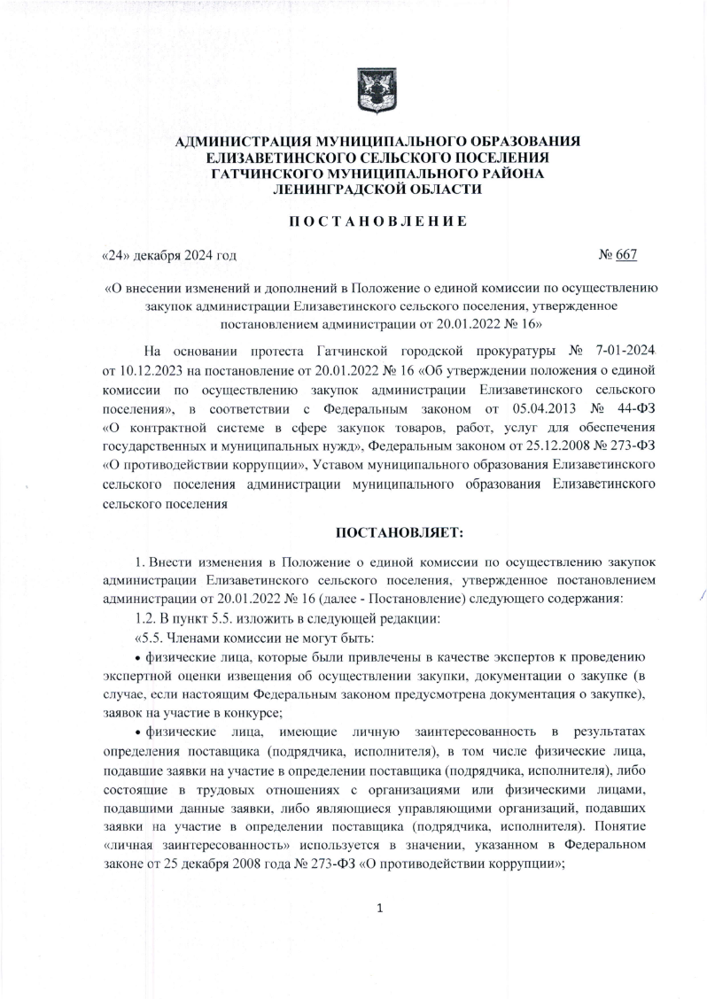 АДМИНИСТРАЦИЯ МУНИЦИПАЛЬНОГО ОБРАЗОВАНИЯ
ЕЛИЗАВЕТИНСКОГО СЕЛЬСКОГО ПОСЕЛЕНИЯ
ГАТЧИНСКОГО МУНИЦИПАЛЬНОГО РАЙОНА
ЛЕНИНГРАДСКОЙ ОБЛАСТИ
П О С Т А Н О В Л Е Н И Е
«24» декабря 2024 год № 667
«О внесении изменений и дополнений в Положение о единой комиссии по осуществлению
закупок администрации Елизаветинского сельского поселения, утвержденное
постановлением администрации от 20.01.2022 № 16»
На основании протеста Гатчинской городской прокуратуры № 7-01-2024
от 10.12.2023 на постановление от 20.01.2022 № 16 «Об утверждении положения о единой
комиссии по осуществлению закупок администрации Елизаветинского сельского
поселения», в соответствии с Федеральным законом от 05.04.2013 № 44-ФЗ
«О контрактной системе в сфере закупок товаров, работ, услуг для обеспечения
государственных и муниципальных нужд», Федеральным законом от 25.12.2008 № 273-ФЗ
«О противодействии коррупции», Уставом муниципального образования Елизаветинского
сельского поселения администрации муниципального образования Елизаветинского
сельского поселения
ПОСТАНОВЛЯЕТ:
1. Внести изменения в Положение о единой комиссии по осуществлению закупок
администрации Елизаветинского сельского поселения, утвержденное постановлением
администрации от 20.01.2022 № 16 (далее - Постановление) следующего содержания:
1.2. В пункт 5.5. изложить в следующей редакции:
«5.5. Членами комиссии не могут быть:
• физические лица, которые были привлечены в качестве экспертов к проведению
экспертной оценки извещения об осуществлении закупки, документации о закупке (в
случае, если настоящим Федеральным законом предусмотрена документация о закупке),
заявок на участие в конкурсе;
• физические лица, имеющие личную заинтересованность в результатах
определения поставщика (подрядчика, исполнителя), в том числе физические лица,
подавшие заявки на участие в определении поставщика (подрядчика, исполнителя), либо
состоящие в трудовых отношениях с организациями или физическими лицами,
подавшими данные заявки, либо являющиеся управляющими организаций, подавших
заявки на участие в определении поставщика (подрядчика, исполнителя). Понятие
«личная заинтересованность» используется в значении, указанном в Федеральном
законе от 25 декабря 2008 года № 273-ФЗ «О противодействии коррупции»;
1